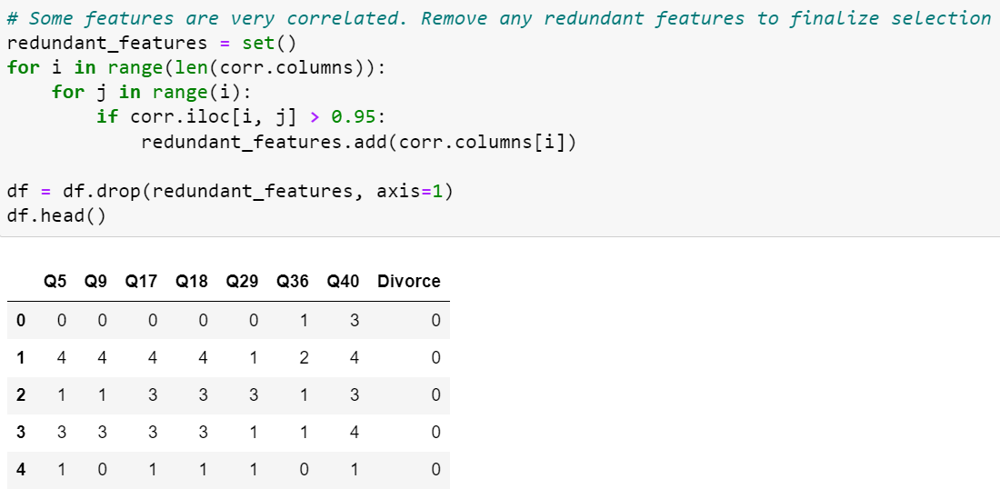 # Some features are very correlated. Remove any redundant features to finalize selection
redundant_features = set()
for i in range(len(corr.columns)):
    for j in range(i):
        if corr.iloc[i, j] > 0.95:
            redundant_features.add(corr.columns[i])

df = df.drop(redundant_features, axis=1)
df.head()
Q5 Q9 Q17 Q18 Q29 Q36 Q40 Divorce
0 0 0 0 0 0 1 3 0
1 4 4 4 4 1 2 4 0
2 1 1 3 3 3 1 3 0
3 3 3 3 3 1 1 4 0
4 1 0 1 1 1 0 1 0